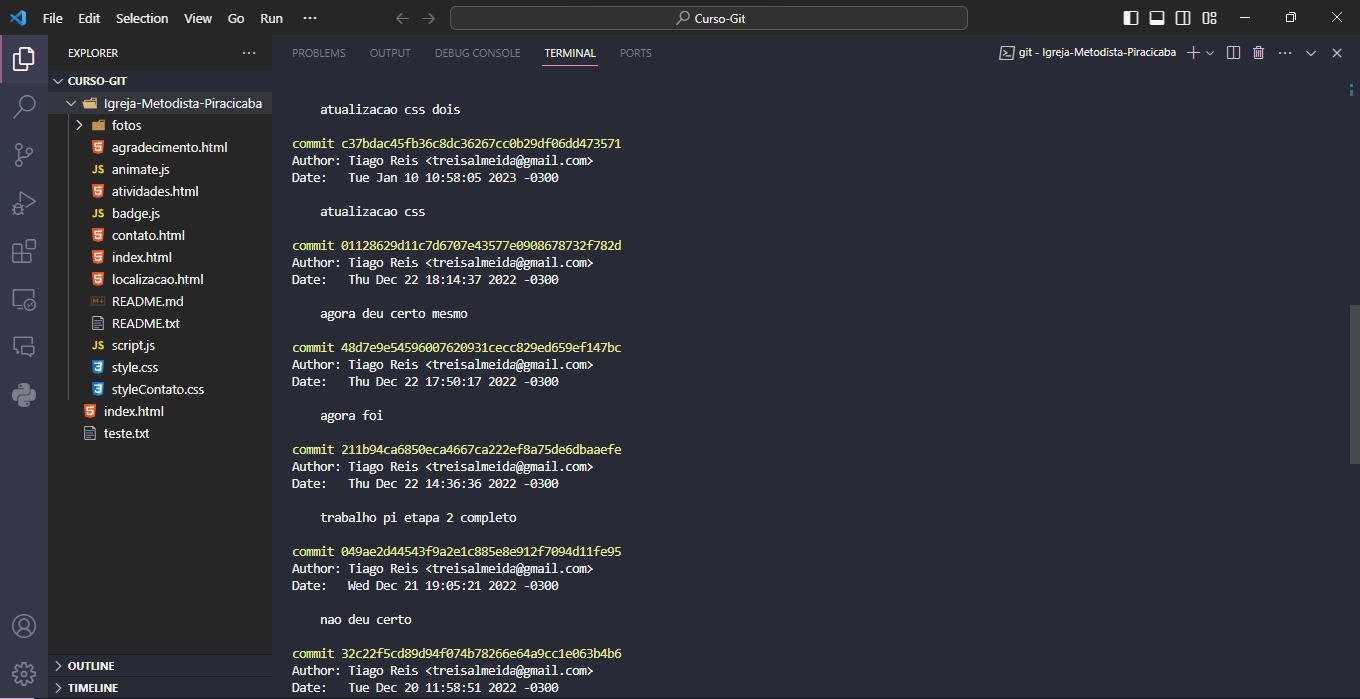 File Edit Selection View Go Run ···
Curso-Git
EXPLORER
CURSO-GIT
Igreja-Metodista-Piracicaba
fotos
agradecimento.html
JS animate.js
atividades.html
JS badge.js
contato.html
index.html
localizacao.html
README.md
README.txt
JS script.js
style.css
styleContato.css
index.html
teste.txt
OUTLINE
TIMELINE
PROBLEMS OUTPUT DEBUG CONSOLE TERMINAL PORTS
git - Igreja-Metodista-Piracicaba
atualizacao css dois
commit c37bdac45fb36c8dc36267cc0b29df06dd473571
Author: Tiago Reis <treisalmeida@gmail.com>
Date: Tue Jan 10 10:58:05 2023 -0300
atualizacao css
commit 01128629d11c7d6707e43577e0908678732f782d
Author: Tiago Reis <treisalmeida@gmail.com>
Date: Thu Dec 22 18:14:37 2022 -0300
agora deu certo mesmo
commit 48d7e9e54596007620931cecc829ed659ef147bc
Author: Tiago Reis <treisalmeida@gmail.com>
Date: Thu Dec 22 17:50:17 2022 -0300
agora foi
commit 211b94ca6850eca4667ca222ef8a75de6dbaaefe
Author: Tiago Reis <treisalmeida@gmail.com>
Date: Thu Dec 22 14:36:36 2022 -0300
trabalho pi etapa 2 completo
commit 049ae2d44543f9a2e1c885e8e912f7094d11fe95
Author: Tiago Reis <treisalmeida@gmail.com>
Date: Wed Dec 21 19:05:21 2022 -0300
nao deu certo
commit 32c22f5cd89d94f074b78266e64a9cc1e063b4b6
Author: Tiago Reis <treisalmeida@gmail.com>
Date: Tue Dec 20 11:58:51 2022 -0300